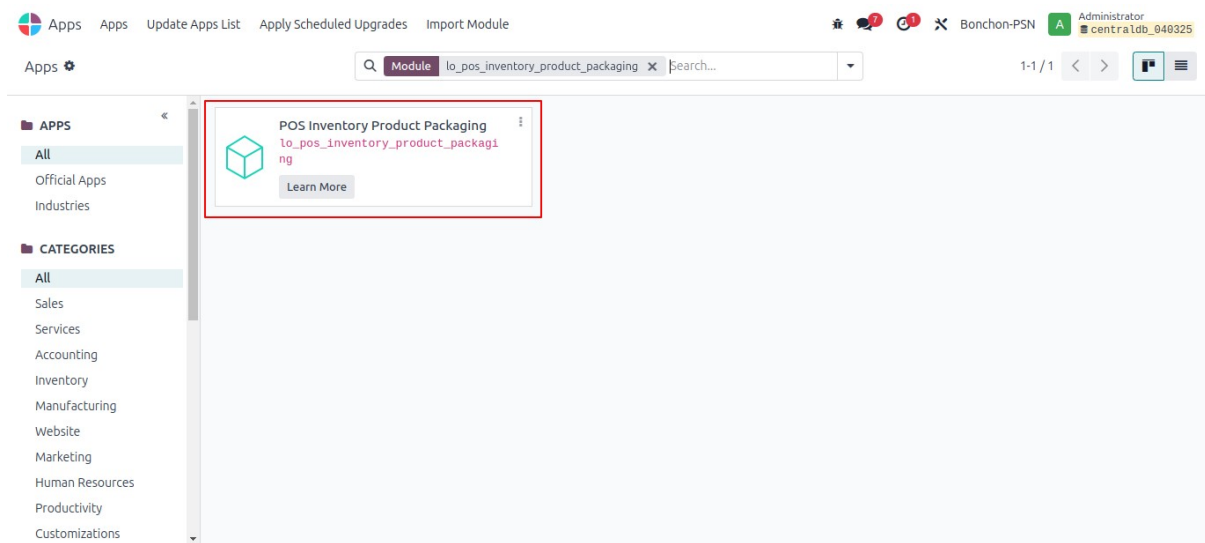 Apps Apps Update Apps List Apply Scheduled Upgrades Import Module 7 1 Bonchon-PSN A Administrator
centraldb_040325
Apps Module lo_pos_inventory_product_packaging Search... 1-1 / 1
APPS
All
Official Apps
Industries
CATEGORIES
All
Sales
Services
Accounting
Inventory
Manufacturing
Website
Marketing
Human Resources
Productivity
Customizations
POS Inventory Product Packaging
lo_pos_inventory_product_packagi
ng
Learn More